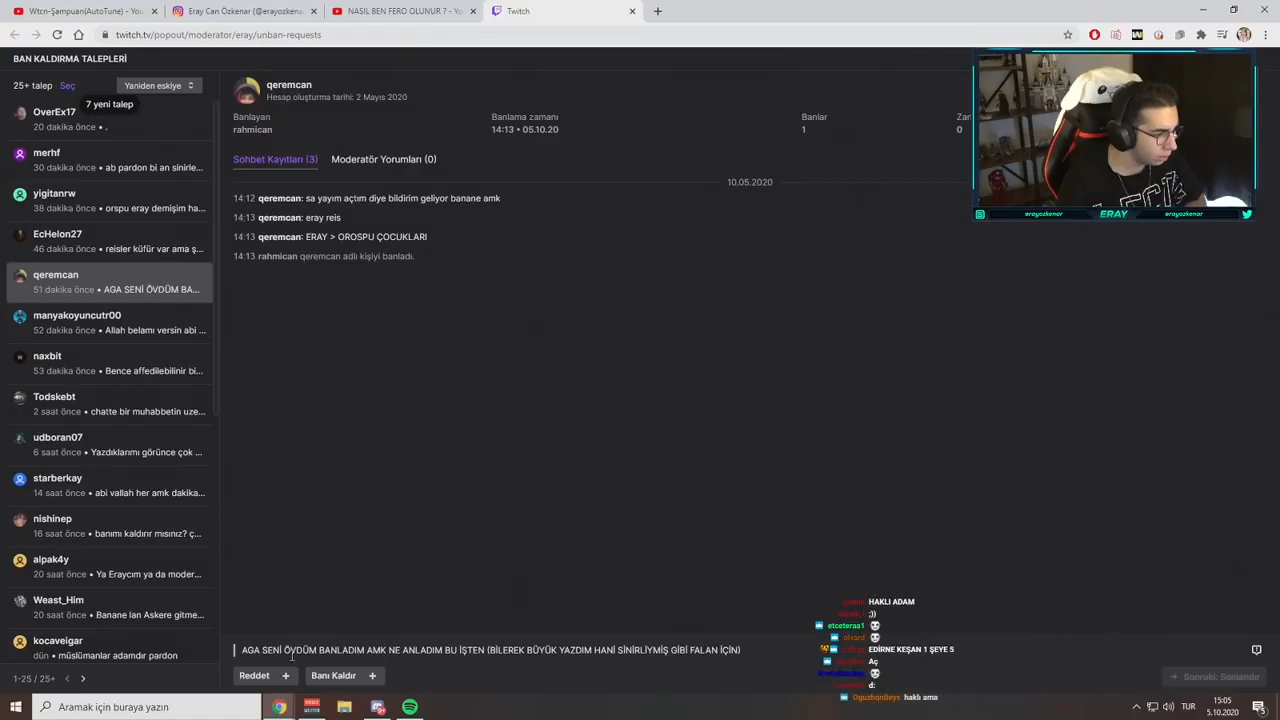 Wtcn-Şampuan(AutoTune) - You
Eray Can Özkenar (@erayozkenar)
NASIL BEN FERO OLUNUR ? - You
Twitch
twitch.tv/popout/moderator/eray/unban-requests
BAN KALDIRMA TALEPLERİ
25+ talep Seç Yeniden eskiye
7 yeni talep
OverEx17
20 dakika önce • .
merhf
30 dakika önce • ab pardon bi an sinirle...
yigitanrw
38 dakika önce • orspu eray demişim ha...
EcHelon27
46 dakika önce • reisler küfür var ama ş...
qeremcan
51 dakika önce • AGA SENİ ÖVDÜM BA...
manyakoyuncutr00
52 dakika önce • Allah belamı versin abi ...
naxbit
53 dakika önce • Bence affedilebilinir bi...
Todskebt
2 saat önce • chatte bir muhabbetin uze...
udboran07
6 saat önce • Yazdıklarımı görünce çok ...
starberkay
14 saat önce • abi vallah her amk dakika...
nishinep
16 saat önce • banımı kaldırır mısınız? ç...
alpak4y
20 saat önce • Ya Eraycım ya da moder...
Weast_Him
20 saat önce • Banane lan Askere gitme...
kocaveigar
dün • müslümanlar adamdır pardon
1-25 / 25+
qeremcan
Hesap oluşturma tarihi: 2 Mayıs 2020
Banlayan
rahmican
Banlama zamanı
14:13 • 05.10.20
Banlar
1
0
Sohbet Kayıtları (3) Moderatör Yorumları (0)
10.05.2020
14:12 qeremcan: sa yayım açtım diye bildirim geliyor banane amk
14:13 qeremcan: eray reis
14:13 qeremcan: ERAY > OROSPU ÇOCUKLARI
14:13 rahmican qeremcan adlı kişiyi banladı.
erayozkenar ERAY erayozkenar
HAKLI ADAM
;))
etceteraa1
olvard
EDİRNE KEŞAN 1 ŞEYE 5
Aç
d:
OguzhqnBeys haklı ama
AGA SENİ ÖVDÜM BANLADIM AMK NE ANLADIM BU İŞTEN (BİLEREK BÜYÜK YAZDIM HANİ SİNİRLİYMİŞ GİBİ FALAN İÇİN)
Reddet + Banı Kaldır +
Sonraki: Sonlandır
Aramak için buraya yazın
TUR
15:05
5.10.2020